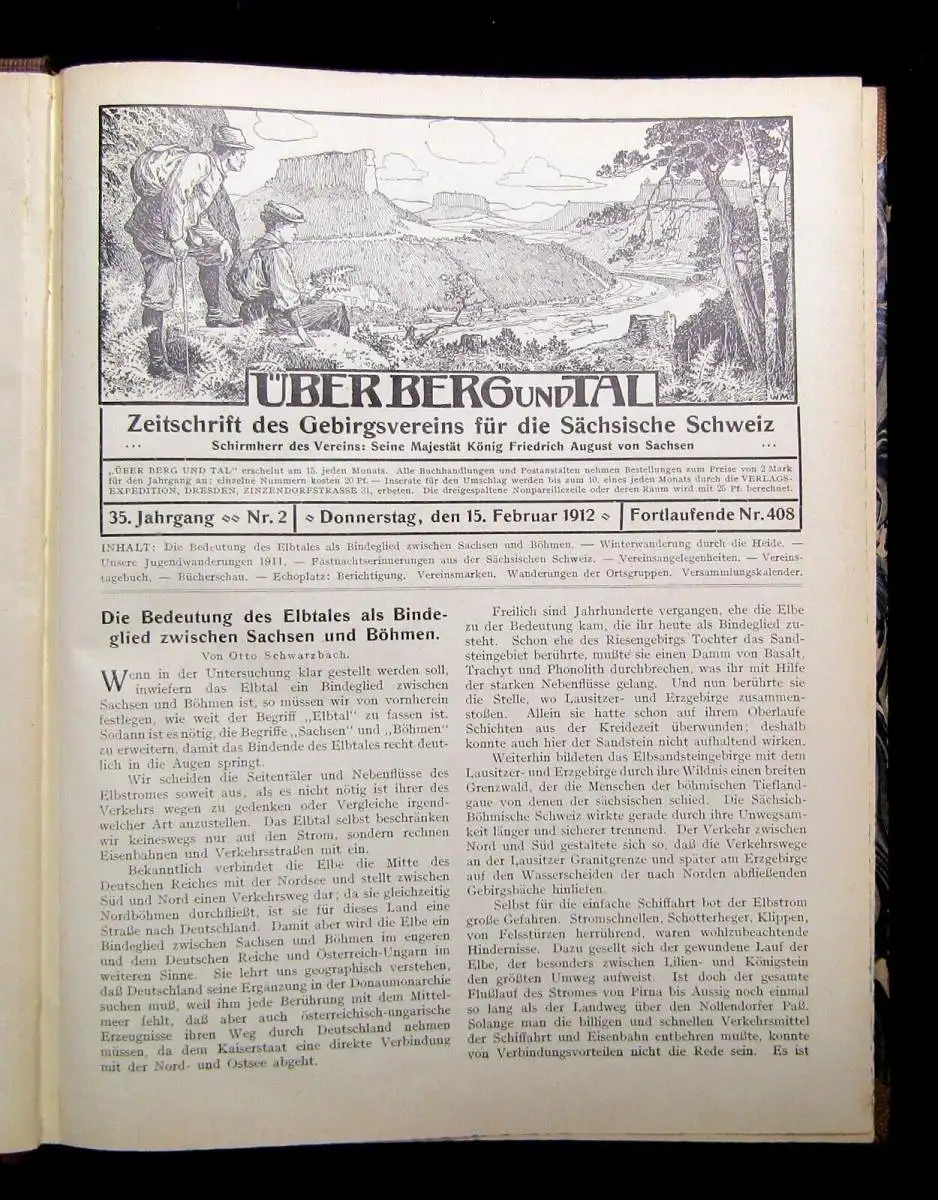 WM
ÜBER BERG UND TAL
Zeitschrift des Gebirgsvereins für die Sächsische Schweiz
... Schirmherr des Vereins: Seine Majestät König Friedrich August von Sachsen ...
„ÜBER BERG UND TAL“ erscheint am 15. jeden Monats. Alle Buchhandlungen und Postanstalten nehmen Bestellungen zum Preise von 2 Mark
für den Jahrgang an; einzelne Nummern kosten 20 Pf. — Inserate für den Umschlag werden bis zum 10. eines jeden Monats durch die VERLAGS-
EXPEDITION, DRESDEN, ZINZENDORFSTRASSE 31, erbeten. Die dreigespaltene Nonpareillezeile oder deren Raum wird mit 25 Pf. berechnet.
35. Jahrgang Nr. 2 | Donnerstag, den 15. Februar 1912 | Fortlaufende Nr. 408
INHALT: Die Bedeutung des Elbtales als Bindeglied zwischen Sachsen und Böhmen. — Winterwanderung durch die Heide. —
Unsere Jugendwanderungen 1911. — Fastnachtserinnerungen aus der Sächsischen Schweiz. — Vereinsangelegenheiten. — Vereins-
tagebuch. — Bücherschau. — Echoplatz: Berichtigung. Vereinsmarken. Wanderungen der Ortsgruppen. Versammlungskalender.
Die Bedeutung des Elbtales als Binde-
glied zwischen Sachsen und Böhmen.
Von Otto Schwarzbach.
Wenn in der Untersuchung klar gestellt werden soll,
inwiefern das Elbtal ein Bindeglied zwischen
Sachsen und Böhmen ist, so müssen wir von vornherein
festlegen, wie weit der Begriff „Elbtal“ zu fassen ist.
Sodann ist es nötig, die Begriffe „Sachsen“ und „Böhmen“
zu erweitern, damit das Bindende des Elbtales recht deut-
lich in die Augen springt.
Wir scheiden die Seitentäler und Nebenflüsse des
Elbstromes soweit aus, als es nicht nötig ist ihrer des
Verkehrs wegen zu gedenken oder Vergleiche irgend-
welcher Art anzustellen. Das Elbtal selbst beschränken
wir keineswegs nur auf den Strom, sondern rechnen
Eisenbahnen und Verkehrsstraßen mit ein.
Bekanntlich verbindet die Elbe die Mitte des
Deutschen Reiches mit der Nordsee und stellt zwischen
Süd und Nord einen Verkehrsweg dar; da sie gleichzeitig
Nordböhmen durchfließt, ist sie für dieses Land eine
Straße nach Deutschland. Damit aber wird die Elbe ein
Bindeglied zwischen Sachsen und Böhmen im engeren
und dem Deutschen Reiche und Österreich-Ungarn im
weiteren Sinne. Sie lehrt uns geographisch verstehen,
daß Deutschland seine Ergänzung in der Donaumonarchie
suchen muß, weil ihm jede Berührung mit dem Mittel-
meer fehlt, daß aber auch österreichisch-ungarische
Erzeugnisse ihren Weg durch Deutschland nehmen
müssen, da dem Kaiserstaat eine direkte Verbindung
mit der Nord- und Ostsee abgeht.
Freilich sind Jahrhunderte vergangen, ehe die Elbe
zu der Bedeutung kam, die ihr heute als Bindeglied zu-
steht. Schon ehe des Riesengebirgs Tochter das Sand-
steingebiet berührte, mußte sie einen Damm von Basalt,
Trachyt und Phonolith durchbrechen, was ihr mit Hilfe
der starken Nebenflüsse gelang. Und nun berührte sie
die Stelle, wo Lausitzer- und Erzgebirge zusammen-
stoßen. Allein sie hatte schon auf ihrem Oberlaufe
Schichten aus der Kreidezeit überwunden; deshalb
konnte auch hier der Sandstein nicht aufhaltend wirken.
Weiterhin bildeten das Elbsandsteingebirge mit dem
Lausitzer- und Erzgebirge durch ihre Wildnis einen breiten
Grenzwald, der die Menschen der böhmischen Tiefland-
gaue von denen der sächsischen schied. Die Sächsich-
Böhmische Schweiz wirkte gerade durch ihre Unwegsam-
keit länger und sicherer trennend. Der Verkehr zwischen
Nord und Süd gestaltete sich so, daß die Verkehrswege
an der Lausitzer Granitgrenze und später am Erzgebirge
auf den Wasserscheiden der nach Norden abfließenden
Gebirgsbäche hinliefen.
Selbst für die einfache Schiffahrt bot der Elbstrom
große Gefahren. Stromschnellen, Schotterheger, Klippen,
von Felsstürzen herrührend, waren wohlzubeachtende
Hindernisse. Dazu gesellt sich der gewundene Lauf der
Elbe, der besonders zwischen Lilien- und Königstein
den größten Umweg aufweist. Ist doch der gesamte
Flußlauf des Stromes von Pirna bis Aussig noch einmal
so lang als der Landweg über den Nollendorfer Paß.
Solange man die billigen und schnellen Verkehrsmittel
der Schiffahrt und Eisenbahn entbehren mußte, konnte
von Verbindungsvorteilen nicht die Rede sein. Es ist